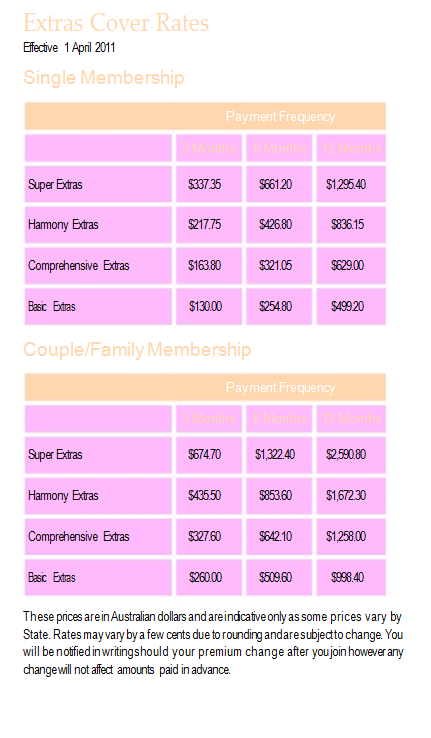 Extras Cover Rates
Effective 1 April 2011
Single Membership
Payment Frequency
3 Months 6 Months 12 Months
Super Extras $337.35 $661.20 $1,295.40
Harmony Extras $217.75 $426.80 $836.15
Comprehensive Extras $163.80 $321.05 $629.00
Basic Extras $130.00 $254.80 $499.20
Couple/Family Membership
Payment Frequency
3 Months 6 Months 12 Months
Super Extras $674.70 $1,322.40 $2,590.80
Harmony Extras $435.50 $853.60 $1,672.30
Comprehensive Extras $327.60 $642.10 $1,258.00
Basic Extras $260.00 $509.60 $998.40
These prices are in Australian dollars and are indicative only as some prices vary by
State. Rates may vary by a few cents due to rounding and are subject to change. You
will be notified in writing should your premium change after you join however any
change will not affect amounts paid in advance.